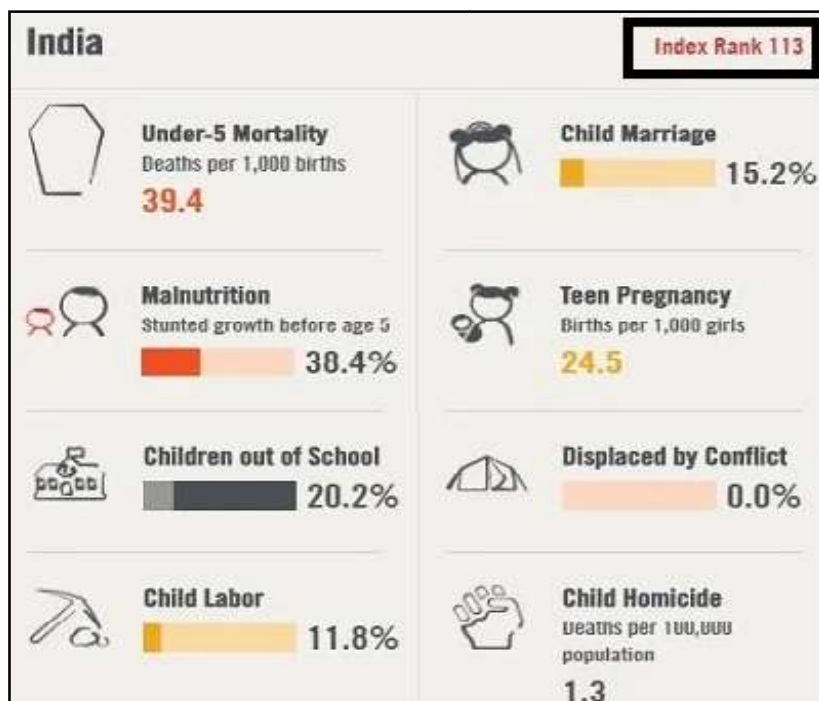 India
Index Rank 113
Under-5 Mortality
Deaths per 1,000 births
39.4
Child Marriage
15.2%
Malnutrition
Stunted growth before age 5
38.4%
Teen Pregnancy
Births per 1,000 girls
24.5
Children out of School
20.2%
Displaced by Conflict
0.0%
Child Labor
11.8%
Child Homicide
Deaths per 100,000
population
1.3